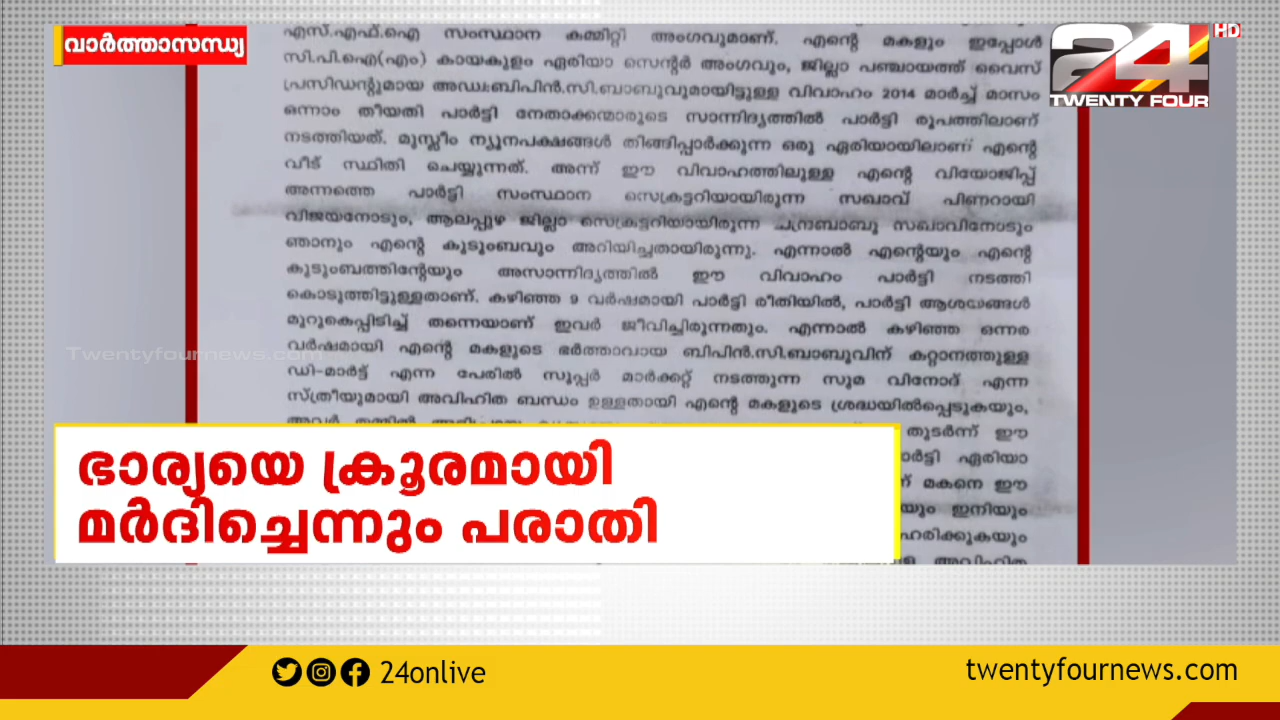 വാർത്താസന്ധ്യ
24 HD
TWENTY FOUR
എസ്.എഫ്.ഐ സംസ്ഥാന കമ്മിറ്റി അംഗവുമാണ്. എന്റെ മകളും ഇപ്പോൾ
സി.പി.ഐ(എം) കായകുളം ഏരിയാ സെന്റർ അംഗവും, ജില്ലാ പഞ്ചായത്ത് വൈസ്
പ്രസിഡന്റുമായ അഡ്വ:ബിപിൻ.സി.ബാബുവുമായിട്ടുള്ള വിവാഹം 2014 മാർച്ച് മാസം
ഒന്നാം തീയതി പാർട്ടി നേതാക്കന്മാരുടെ സാന്നിദ്യത്തിൽ പാർട്ടി രൂപത്തിലാണ്
നടത്തിയത്. മുസ്ലീം ന്യൂനപക്ഷങ്ങൾ തിങ്ങിപ്പാർക്കുന്ന ഒരു ഏരിയായിലാണ് എന്റെ
വീട് സ്ഥിതി ചെയ്യുന്നത്. അന്ന് ഈ വിവാഹത്തിലുള്ള എന്റെ വിയോജിപ്പ്
അന്നത്തെ പാർട്ടി സംസ്ഥാന സെക്രട്ടറിയായിരുന്ന സഖാവ് പിണറായി
വിജയനോടും, ആലപ്പുഴ ജില്ലാ സെക്രട്ടറിയായിരുന്ന ചന്ദ്രബാബു സഖാവിനോടും
ഞാനും എന്റെ കുടുംബവും അറിയിച്ചതായിരുന്നു. എന്നാൽ എന്റെയും എന്റെ
കുടുംബത്തിന്റേയും അസാന്നിദ്യത്തിൽ ഈ വിവാഹം പാർട്ടി നടത്തി
കൊടുത്തിട്ടുള്ളതാണ്. കഴിഞ്ഞ 9 വർഷമായി പാർട്ടി രീതിയിൽ, പാർട്ടി ആശയങ്ങൾ
മുറുകെപ്പിടിച്ച് തന്നെയാണ് ഇവർ ജീവിച്ചിരുന്നതും. എന്നാൽ കഴിഞ്ഞ ഒന്നര
വർഷമായി എന്റെ മകളുടെ ഭർത്താവായ ബിപിൻ.സി.ബാബുവിന് കറ്റാനത്തുള്ള
ഡി-മാർട്ട് എന്ന പേരിൽ സൂപ്പർ മാർക്കറ്റ് നടത്തുന്ന സുമ വിനോദ് എന്ന
സ്ത്രീയുമായി അവിഹിത ബന്ധം ഉള്ളതായി എന്റെ മകളുടെ ശ്രദ്ധയിൽപ്പെടുകയും,
തുടർന്ന് ഈ
ഏരിയാ
മകനെ ഈ
ഇനിയും
അവിഹിത
Twentyfournews.com
ഭാര്യയെ ക്രൂരമായി
മർദിച്ചെന്നും പരാതി
24onlive
twentyfournews.com